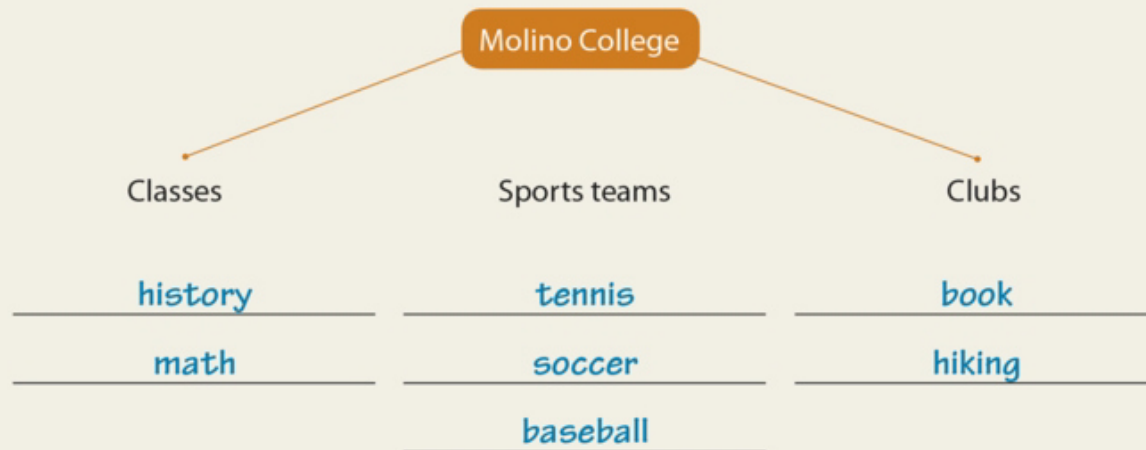 Molino College
Classes Sports teams Clubs
history tennis book
math soccer hiking
baseball